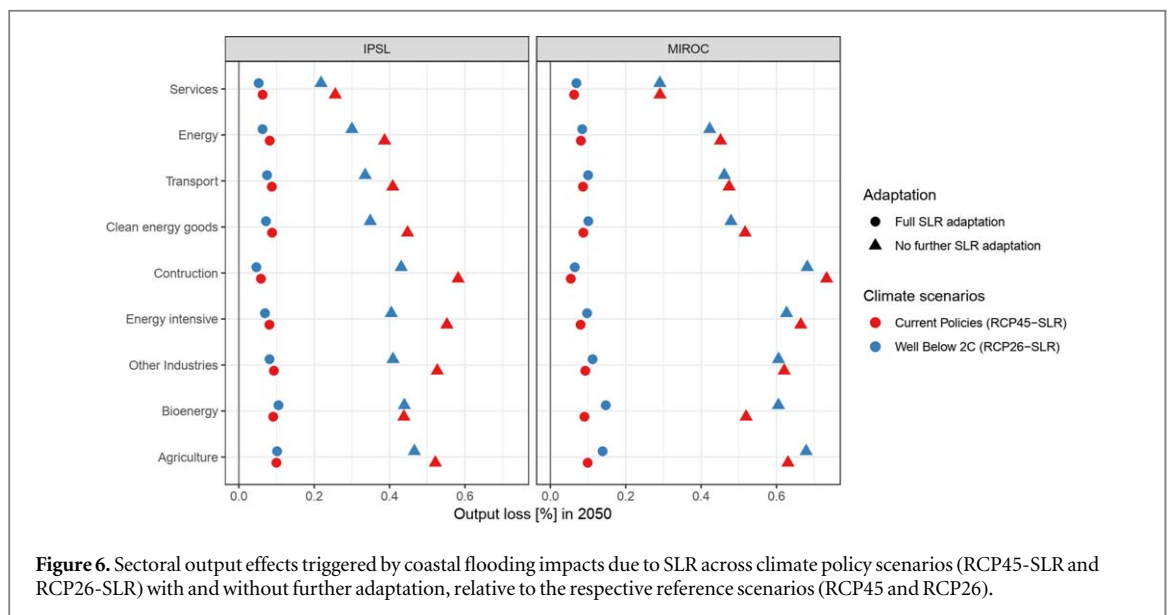 IPSL
MIROC
Services
Energy
Transport
Clean energy goods
Contruction
Energy intensive
Other Industries
Bioenergy
Agriculture
0.0 0.2 0.4 0.6
0.0 0.2 0.4 0.6
Output loss [%] in 2050
Adaptation
Full SLR adaptation
No further SLR adaptation
Climate scenarios
Current Policies (RCP45−SLR)
Well Below 2C (RCP26−SLR)
Figure 6. Sectoral output effects triggered by coastal flooding impacts due to SLR across climate policy scenarios (RCP45-SLR and
RCP26-SLR) with and without further adaptation, relative to the respective reference scenarios (RCP45 and RCP26).